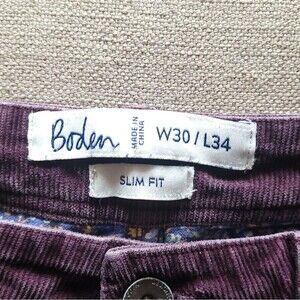 Boden
MADE IN
CHINA
W30/L34
SLIM FIT